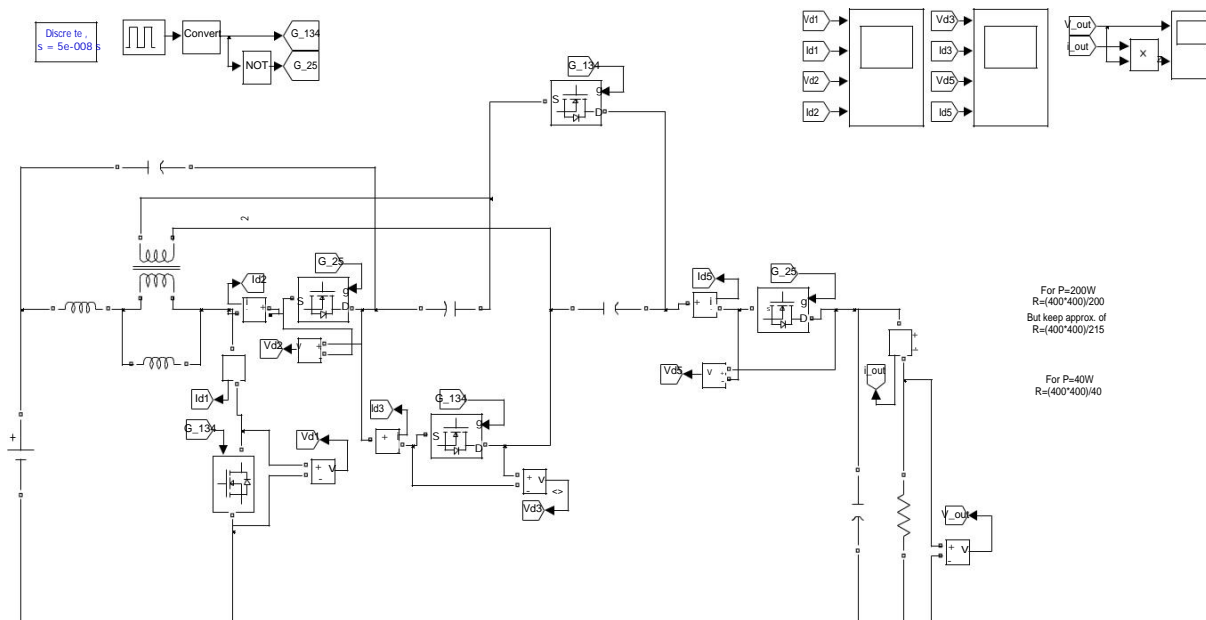 Discre te ,
s = 5e-008 s
Convert
NOT
G_134
G_25
Vd1
Id1
Vd2
Id2
Vd3
Id3
Vd5
Id5
V_out
i_out
x
G_134
S
g
D
2
Id2
G_25
i
+
-
S
g
D
Vd2
v
+
-
Id1
G_134
Vd1
+
-
v
Id3
+
i
G_134
S
g
D
+
-
v
<>
Vd3
Id5
+
i
-
G_25
s
g
D
Vd5
v
+
-
i_out
+
-
i
V_out
+
-
v
+
For P=200W
R=(400*400)/200
But keep approx. of
R=(400*400)/215
For P=40W
R=(400*400)/40